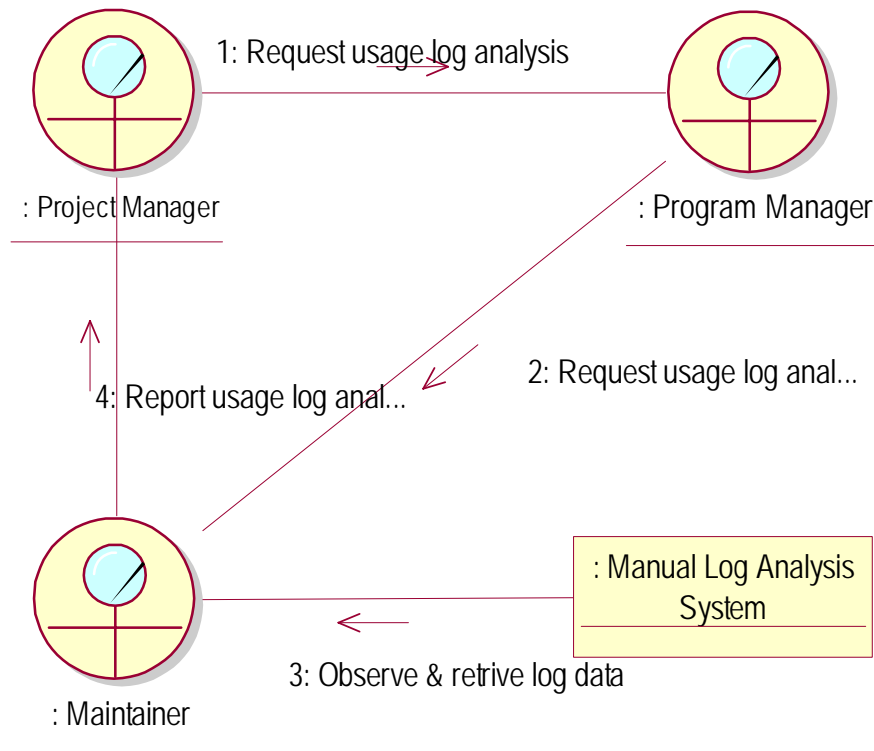 1: Request usage log analysis
: Project Manager
: Program Manager
2: Request usage log anal...
4: Report usage log anal...
: Manual Log Analysis
System
3: Observe & retrive log data
: Maintainer